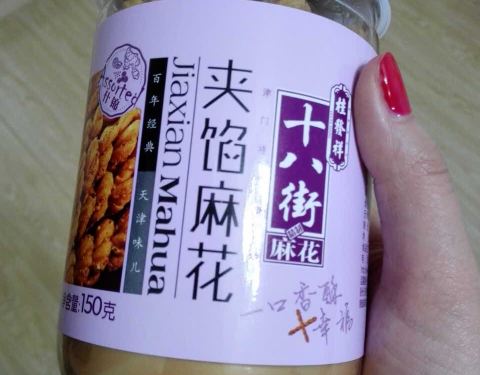 Assorted
什锦
百年经典
天津味儿
Jiaxian Mahua
夹馅麻花
桂發祥
十八街
麻花
一口香酥
幸福
含量:150克